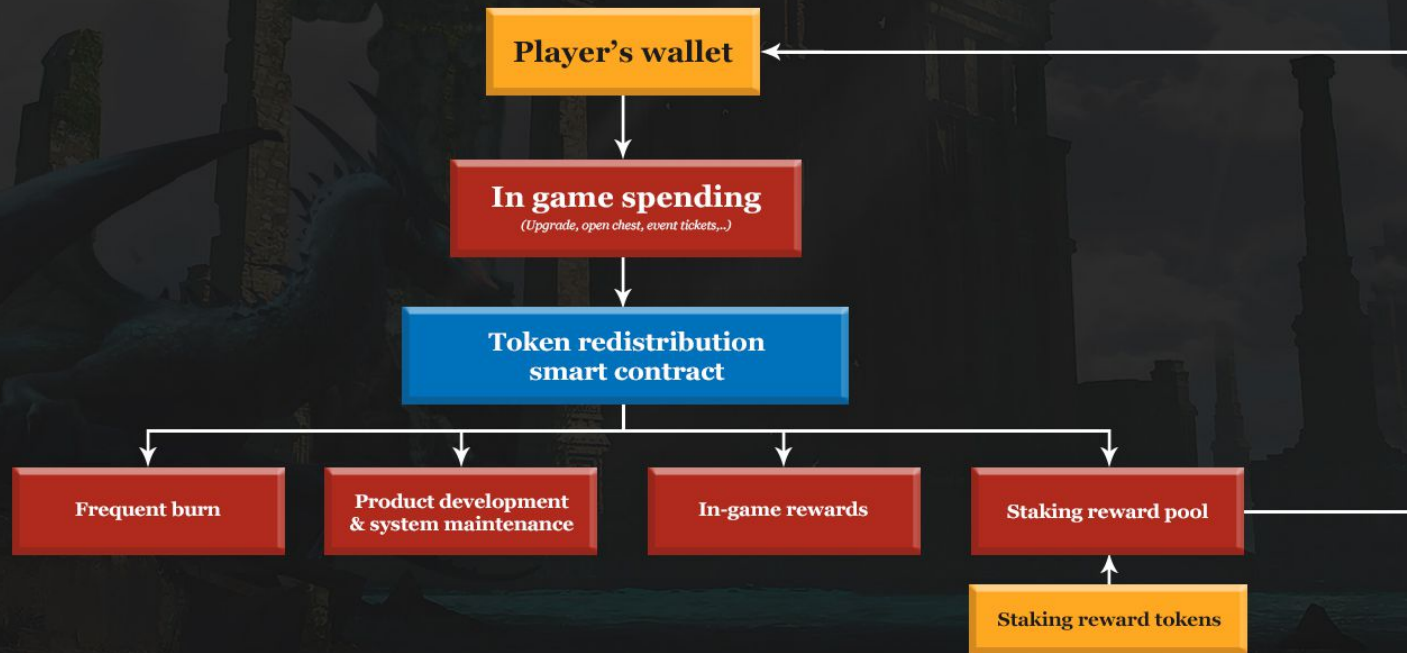 Player’s wallet
In game spending
(Upgrade, open chest, event tickets,..)
Token redistribution
smart contract
Frequent burn
Product development
& system maintenance
In-game rewards
Staking reward pool
Staking reward tokens